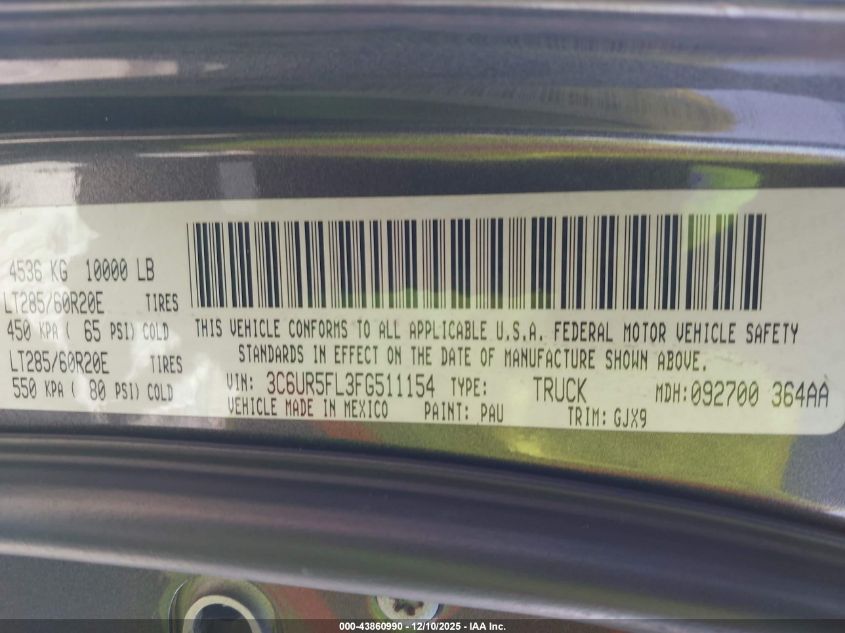 4536 KG 10000 LB
LT285/60R20E TIRES
450 KPA ( 65 PSI) COLD
LT285/60R20E TIRES
550 KPA ( 80 PSI) COLD
THIS VEHICLE CONFORMS TO ALL APPLICABLE U.S.A. FEDERAL MOTOR VEHICLE SAFETY
STANDARDS IN EFFECT ON THE DATE OF MANUFACTURE SHOWN ABOVE.
VIN: 3C6UR5FL3FG511154 TYPE: TRUCK MDH:092700 364AA
VEHICLE MADE IN MEXICO PAINT: PAU TRIM: GJX9
000-43860990 - 12/10/2025 - IAA Inc.